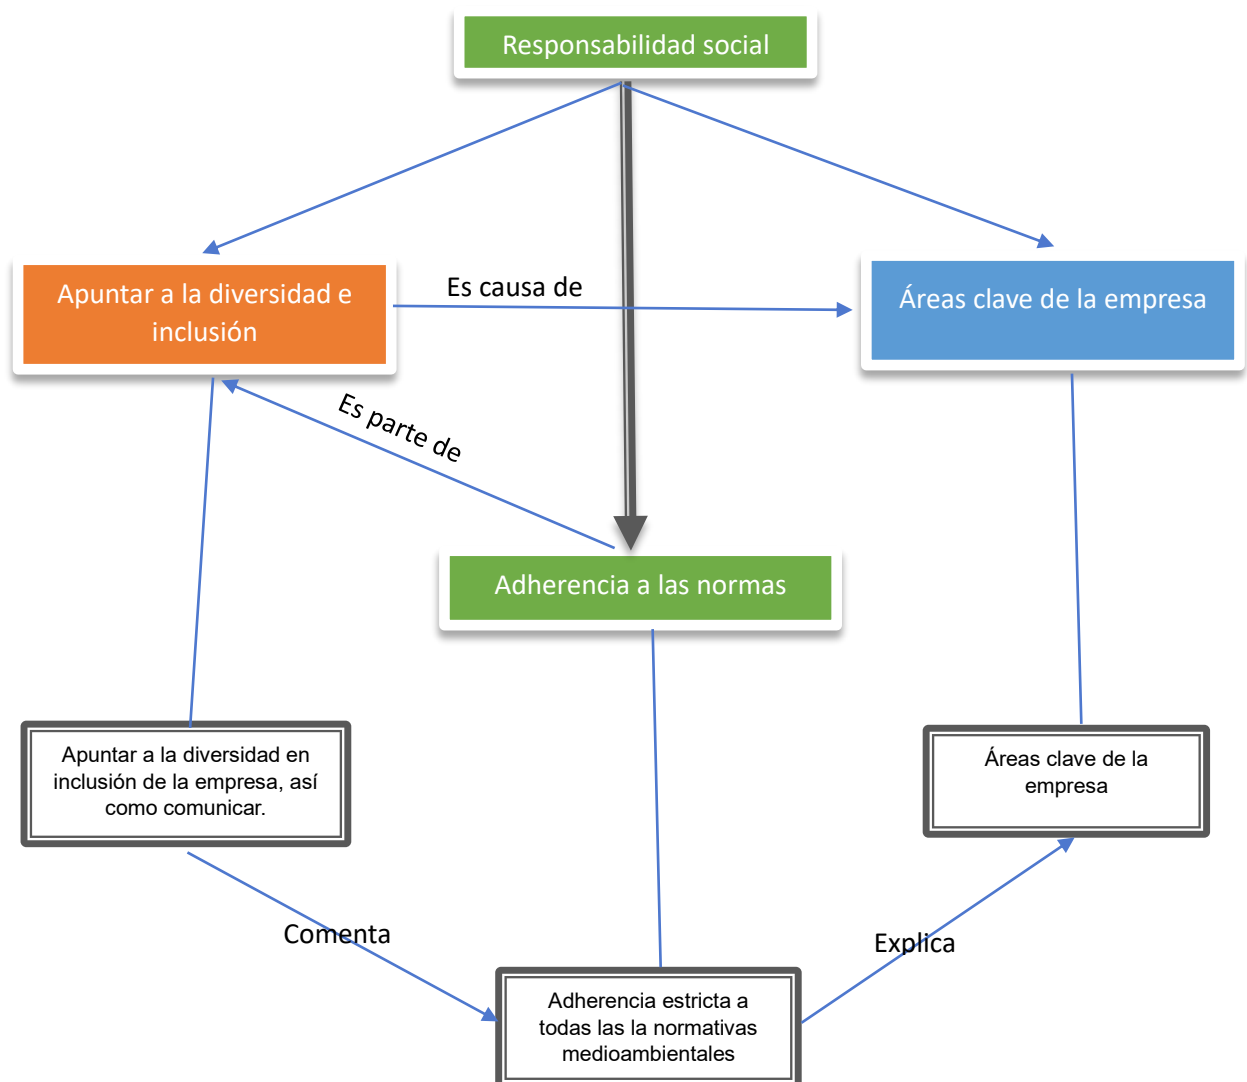 Responsabilidad social
Apuntar a la diversidad e
inclusión
Es causa de
Áreas clave de la empresa
Es parte de
Adherencia a las normas
Apuntar a la diversidad en
inclusión de la empresa, así
como comunicar.
Áreas clave de la
empresa
Comenta
Explica
Adherencia estricta a
todas las la normativas
medioambientales